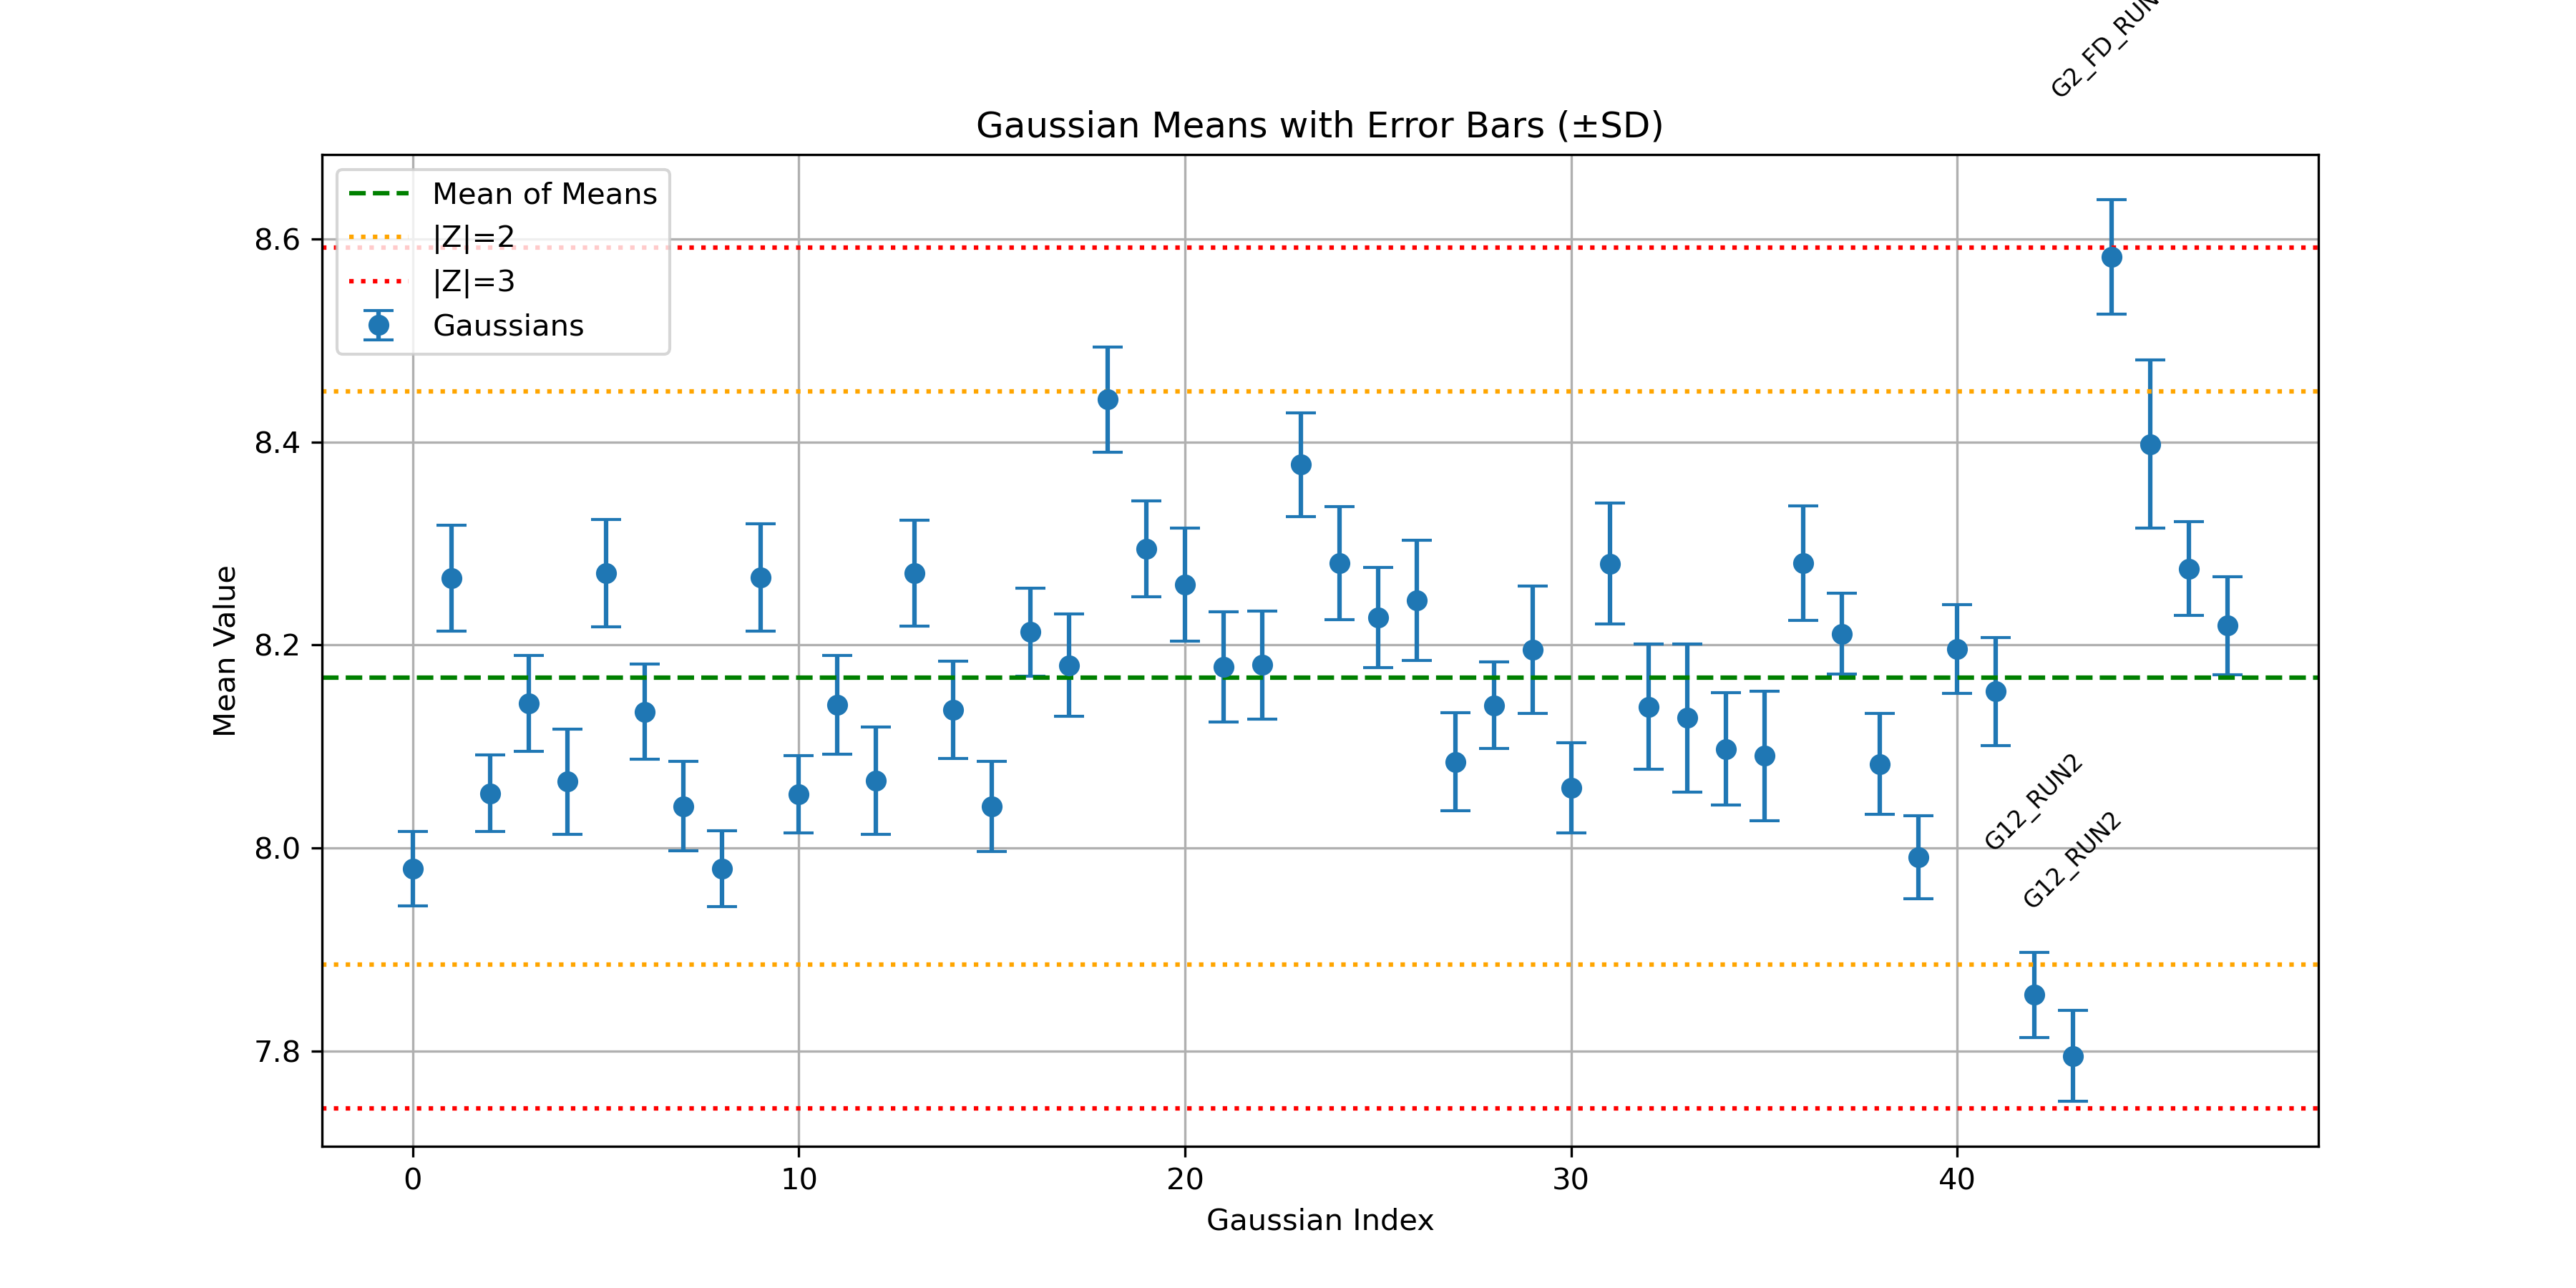 G2_FD_RUN
Gaussian Means with Error Bars (±SD)
Mean of Means
|Z|=2
|Z|=3
Gaussians
Mean Value
8.6
8.4
8.2
8.0
7.8
G12_RUN2
G12_RUN2
0 10 20 30 40
Gaussian Index